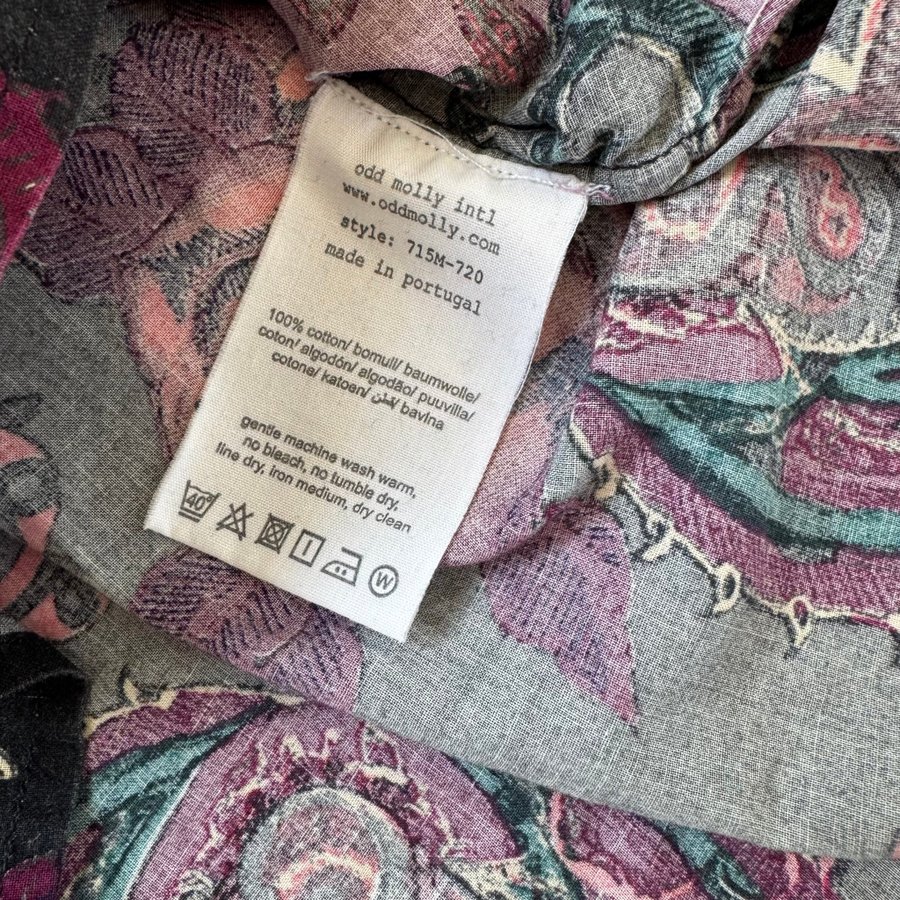 odd molly intl
www.oddmolly.com
style: 715M-720
made in portugal
100% cotton/ bomull/ baumwolle/
coton/ algodón/ algodão/ puuvilla/
cotone/ katoen/ قطن/ bavlna
gentle machine wash warm,
no bleach, no tumble dry,
line dry, iron medium, dry clean
40° W